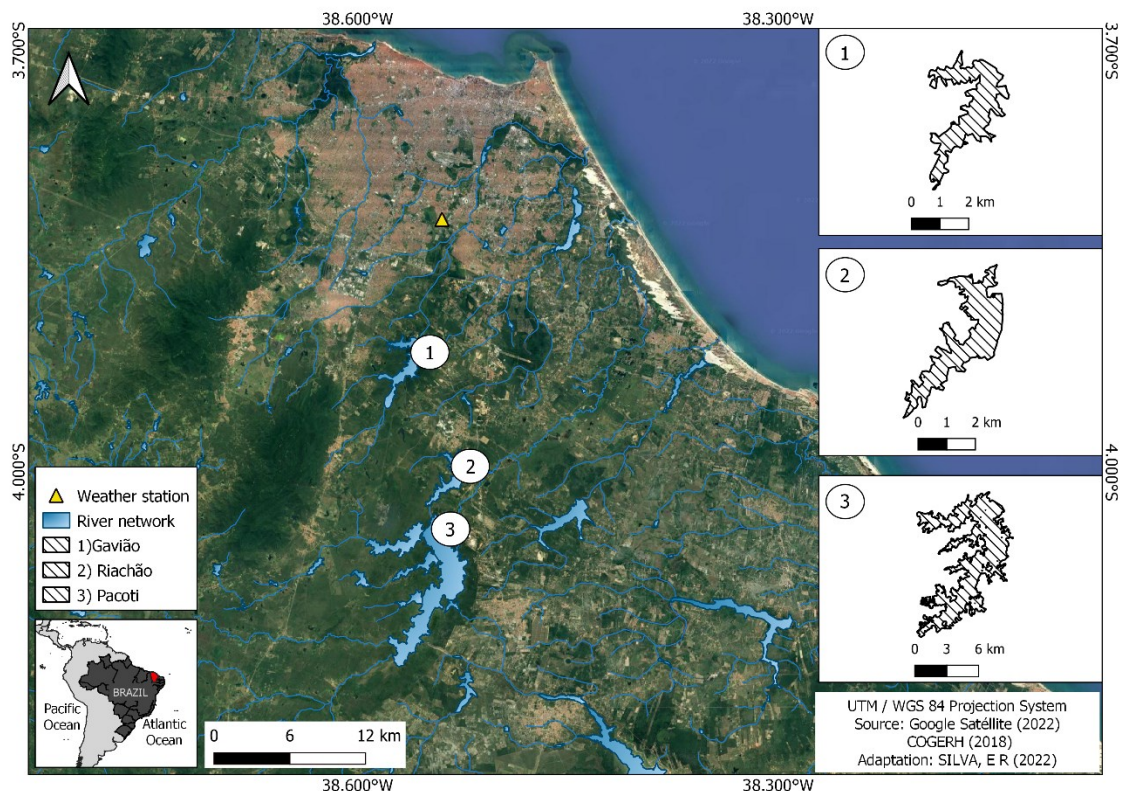 38.600°W
38.300°W
3.700°S
3.700°S
1
0 1 2 km
2
0 1 2 km
3
0 3 6 km
1
2
3
4.000°S
4.000°S
Weather station
River network
1)Gavião
2) Riachão
3) Pacoti
BRAZIL
Pacific
Ocean
Atlantic
Ocean
0 6 12 km
UTM / WGS 84 Projection System
Source: Google Satéllite (2022)
COGERH (2018)
Adaptation: SILVA, E R (2022)
38.600°W
38.300°W